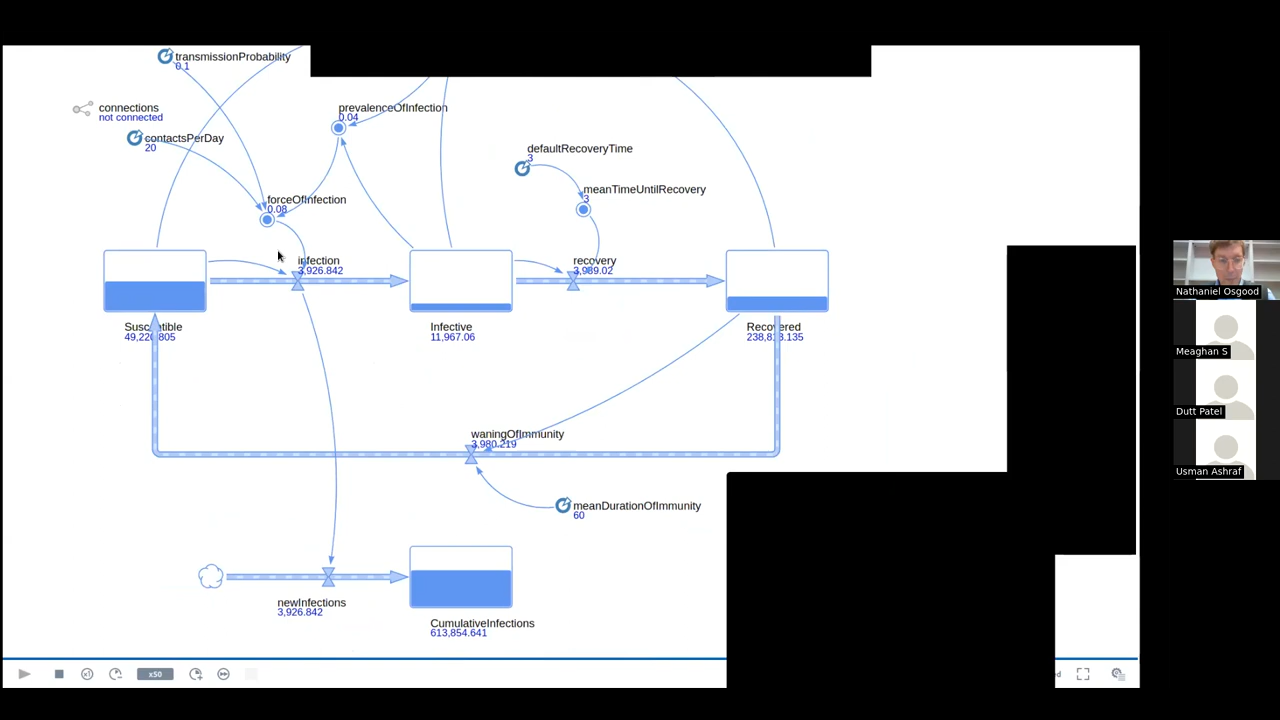 transmissionProbability
0.1
connections
not connected
prevalenceOfInfection
0.04
contactsPerDay
20
defaultRecoveryTime
3
meanTimeUntilRecovery
3
forceOfInfection
0.08
infection
3,926.842
recovery
3,989.02
Susceptible
Infective
11,967.06
Recovered
waningOfImmunity
3,980.219
meanDurationOfImmunity
60
newInfections
3,926.842
CumulativeInfections
613,854.641
x1
x50
Nathaniel Osgood
Meaghan S
Dutt Patel
Usman Ashraf